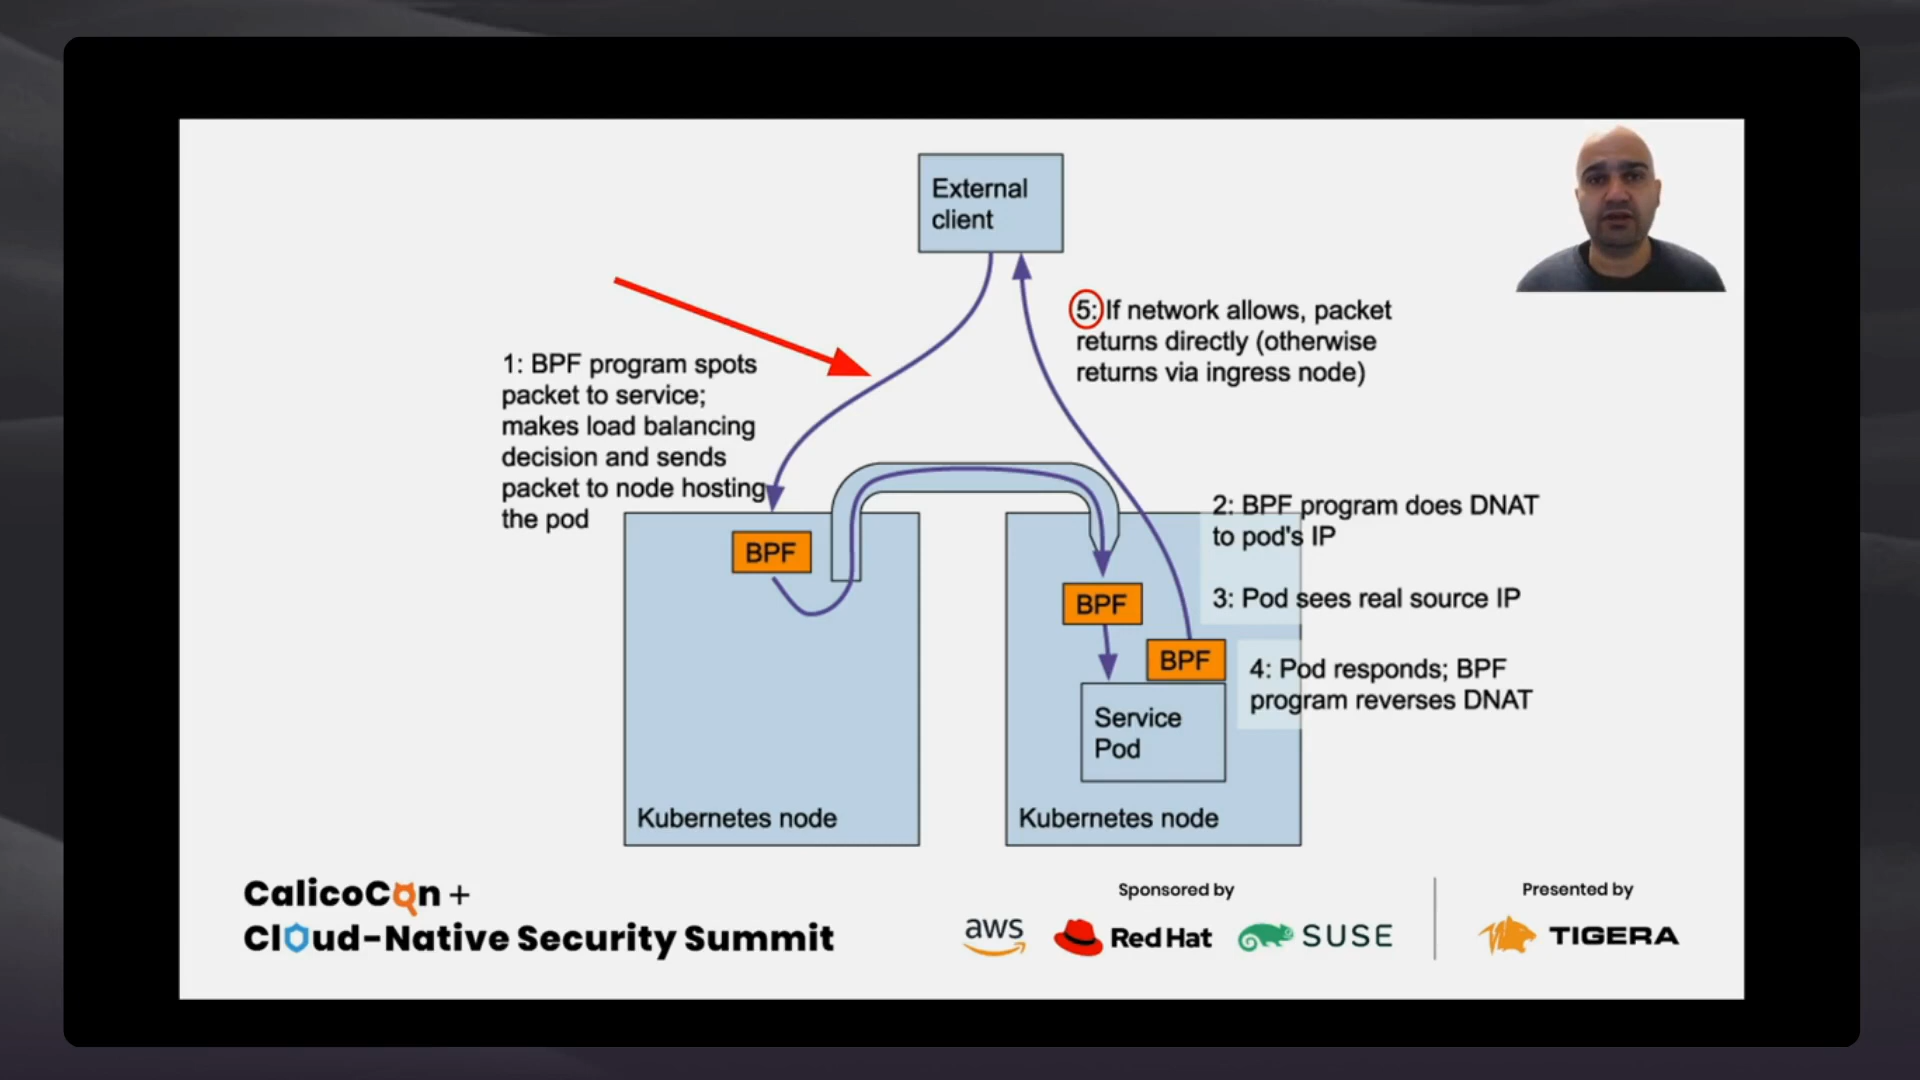 External
client
5: If network allows, packet
returns directly (otherwise
returns via ingress node)
1: BPF program spots
packet to service;
makes load balancing
decision and sends
packet to node hosting
the pod
2: BPF program does DNAT
to pod's IP
3: Pod sees real source IP
4: Pod responds; BPF
program reverses DNAT
BPF
BPF
BPF
Service
Pod
Kubernetes node
Kubernetes node
CalicoCon +
Cloud-Native Security Summit
Sponsored by
aws
Red Hat
SUSE
Presented by
TIGERA